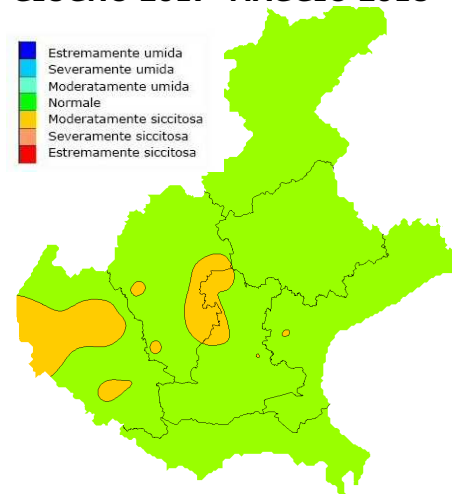 Estremamente umida
Severamente umida
Moderatamente umida
Normale
Moderatamente siccitosa
Severamente siccitosa
Estremamente siccitosa